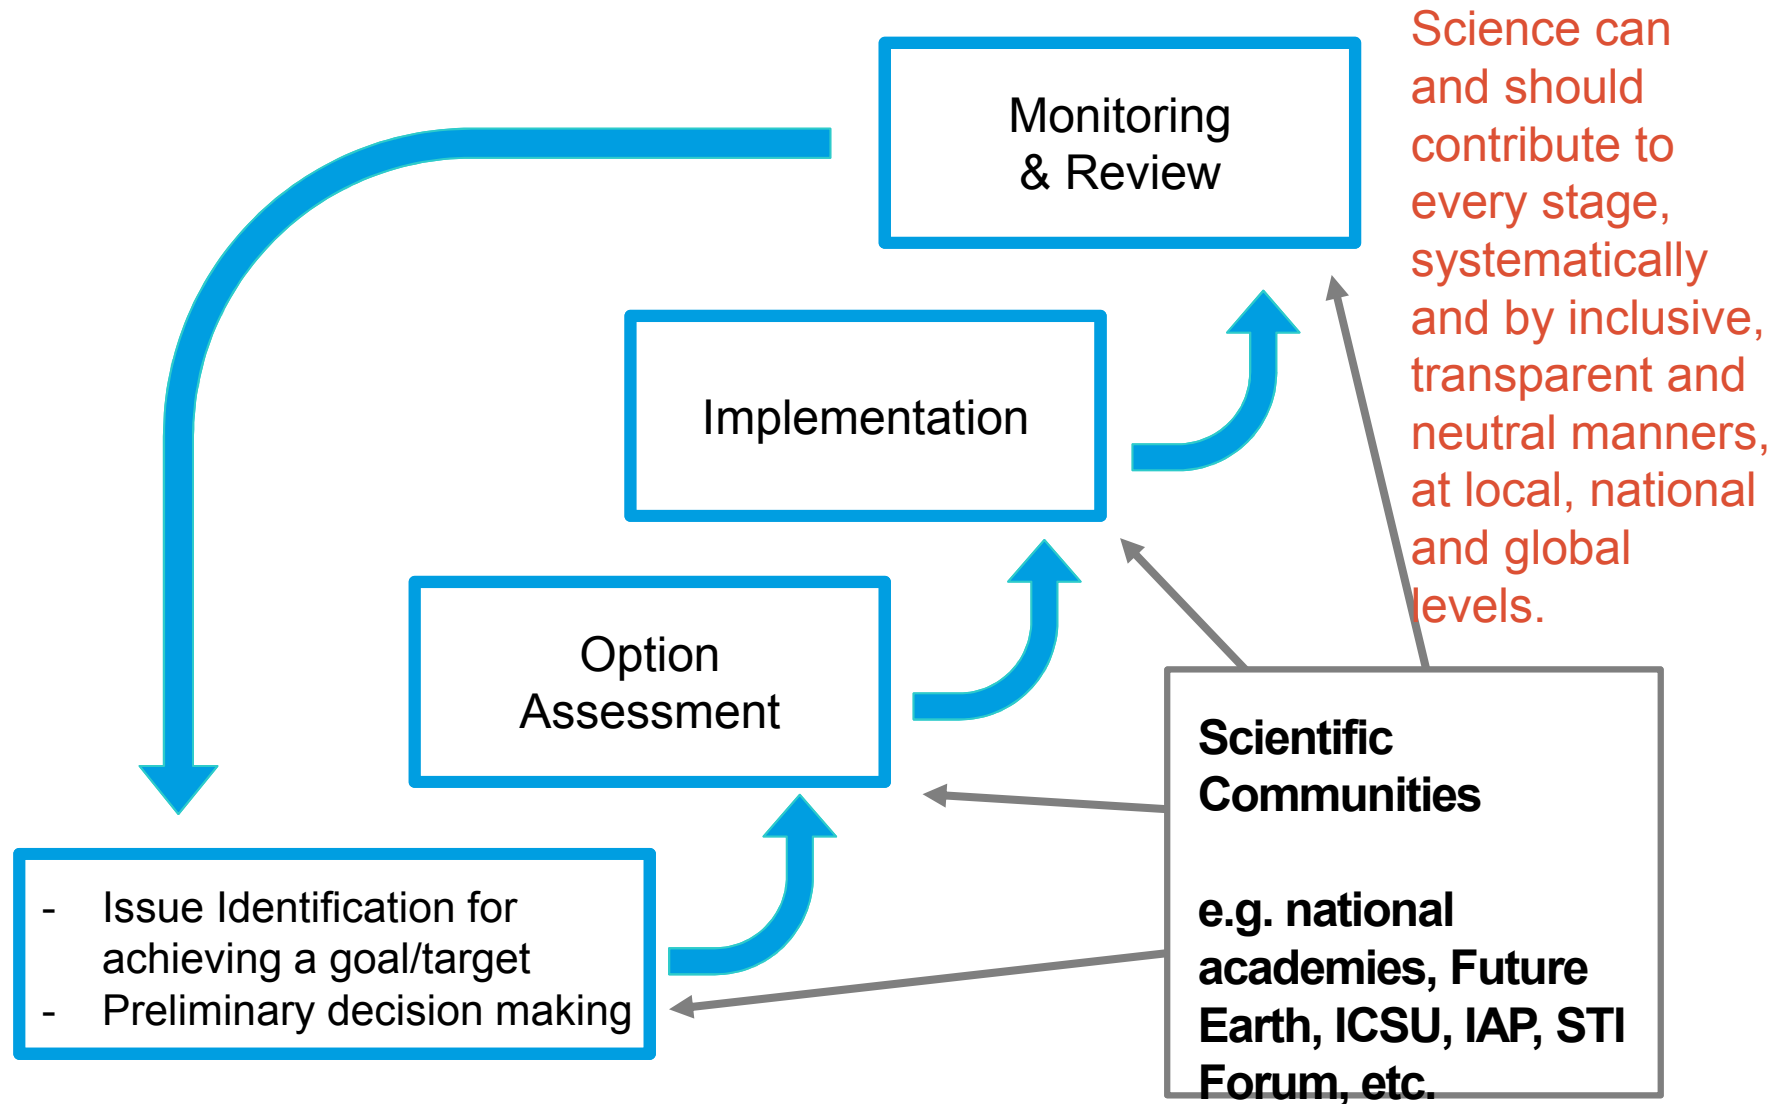 Science can
and should
contribute to
every stage,
systematically
and by inclusive,
transparent and
neutral manners,
at local, national
and global
levels.
Monitoring
& Review
Implementation
Option
Assessment
- Issue Identification for
achieving a goal/target
- Preliminary decision making
Scientific
Communities
e.g. national
academies, Future
Earth, ICSU, IAP, STI
Forum, etc.